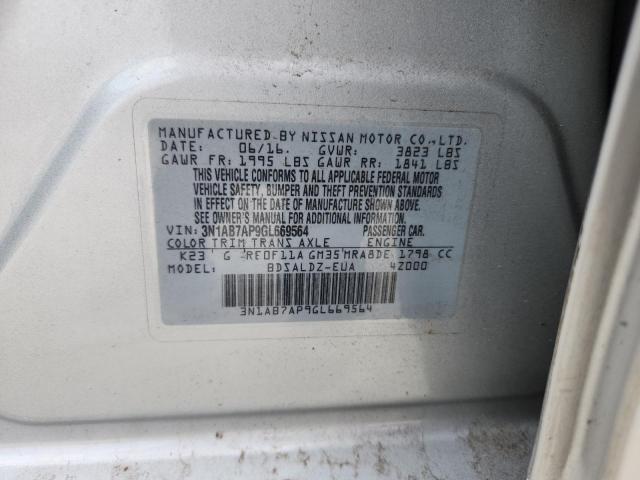 MANUFACTURED BY NISSAN MOTOR CO.,LTD.
DATE: 06/16. GVWR: 3823 LBS
GAWR FR: 1995 LBS GAWR RR: 1841 LBS
THIS VEHICLE CONFORMS TO ALL APPLICABLE FEDERAL MOTOR
VEHICLE SAFETY, BUMPER AND THEFT PREVENTION STANDARDS
IN EFFECT ON THE DATE OF MANUFACTURE SHOWN ABOVE.
SEE OWNER'S MANUAL FOR ADDITIONAL INFORMATION.
VIN: 3N1AB7AP9GL669564 PASSENGER CAR.
COLOR TRIM TRANS AXLE ENGINE
K23 G RE0F11A GM35 MRA8DE 1798 CC
MODEL: BDSALDZ-EUA 42000
3N1AB7AP9GL669564